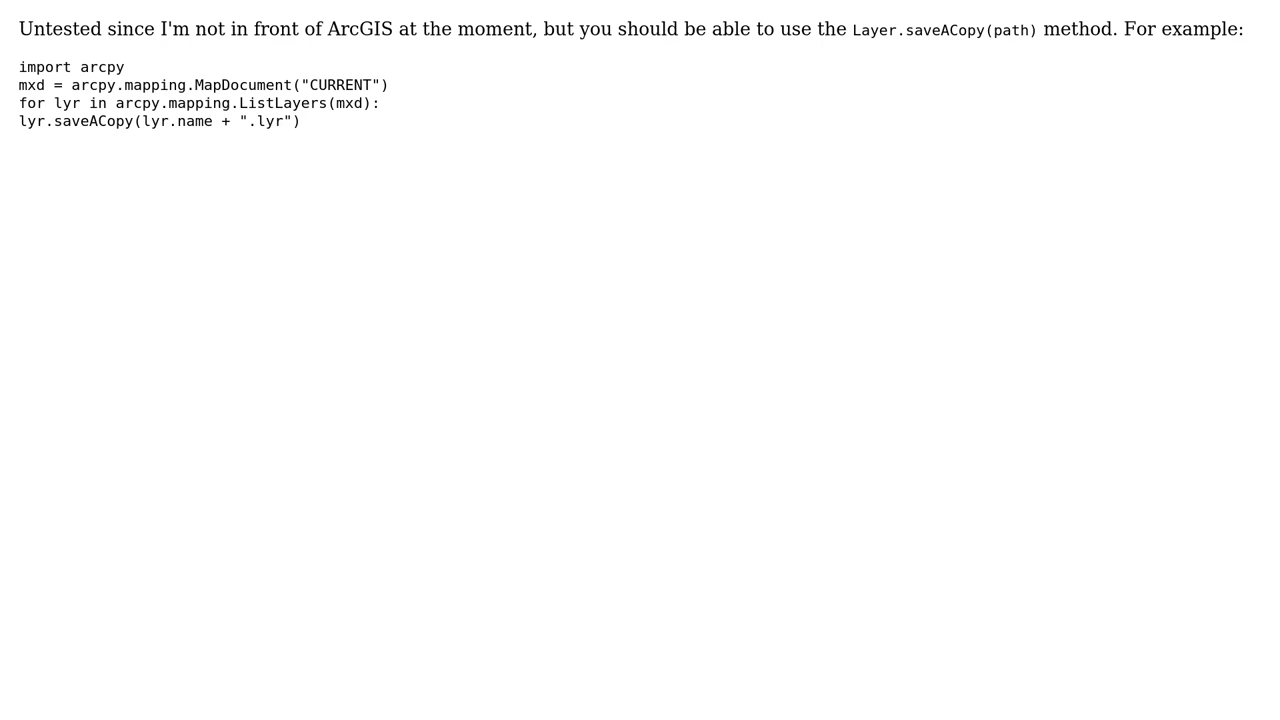 Untested since I'm not in front of ArcGIS at the moment, but you should be able to use the Layer.saveACopy(path) method. For example:
import arcpy
mxd = arcpy.mapping.MapDocument("CURRENT")
for lyr in arcpy.mapping.ListLayers(mxd):
lyr.saveACopy(lyr.name + ".lyr")